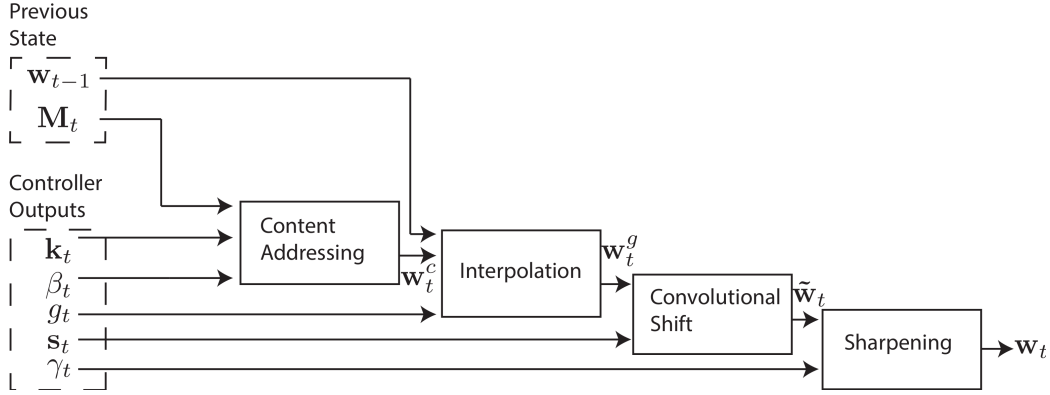 Previous
State
w_{t−1}
M_t
Controller
Outputs
k_t
β_t
g_t
s_t
γ_t
Content
Addressing
w_t^c
Interpolation
w_t^g
Convolutional
Shift
w̃_t
Sharpening
w_t